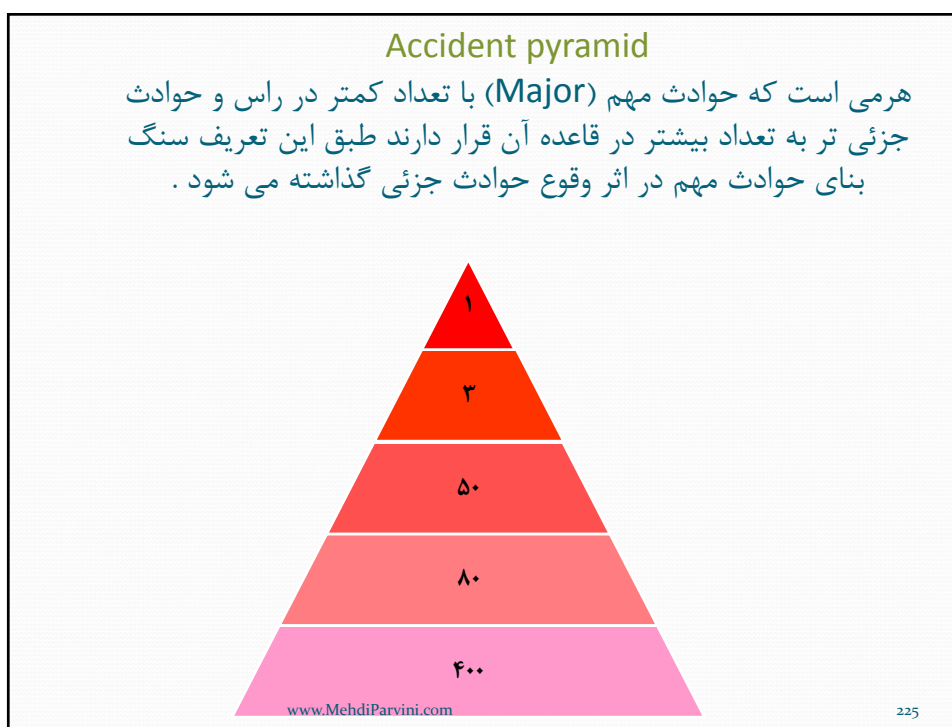 Accident pyramid
هرمی است که حوادث مهم (Major) با تعداد کمتر در راس و حوادث
جزئی تر به تعداد بیشتر در قاعده آن قرار دارند طبق این تعریف سنگ
بنای حوادث مهم در اثر وقوع حوادث جزئی گذاشته می شود .
۱
۳
۵۰
۸۰
۴۰۰
www.MehdiParvini.com
225